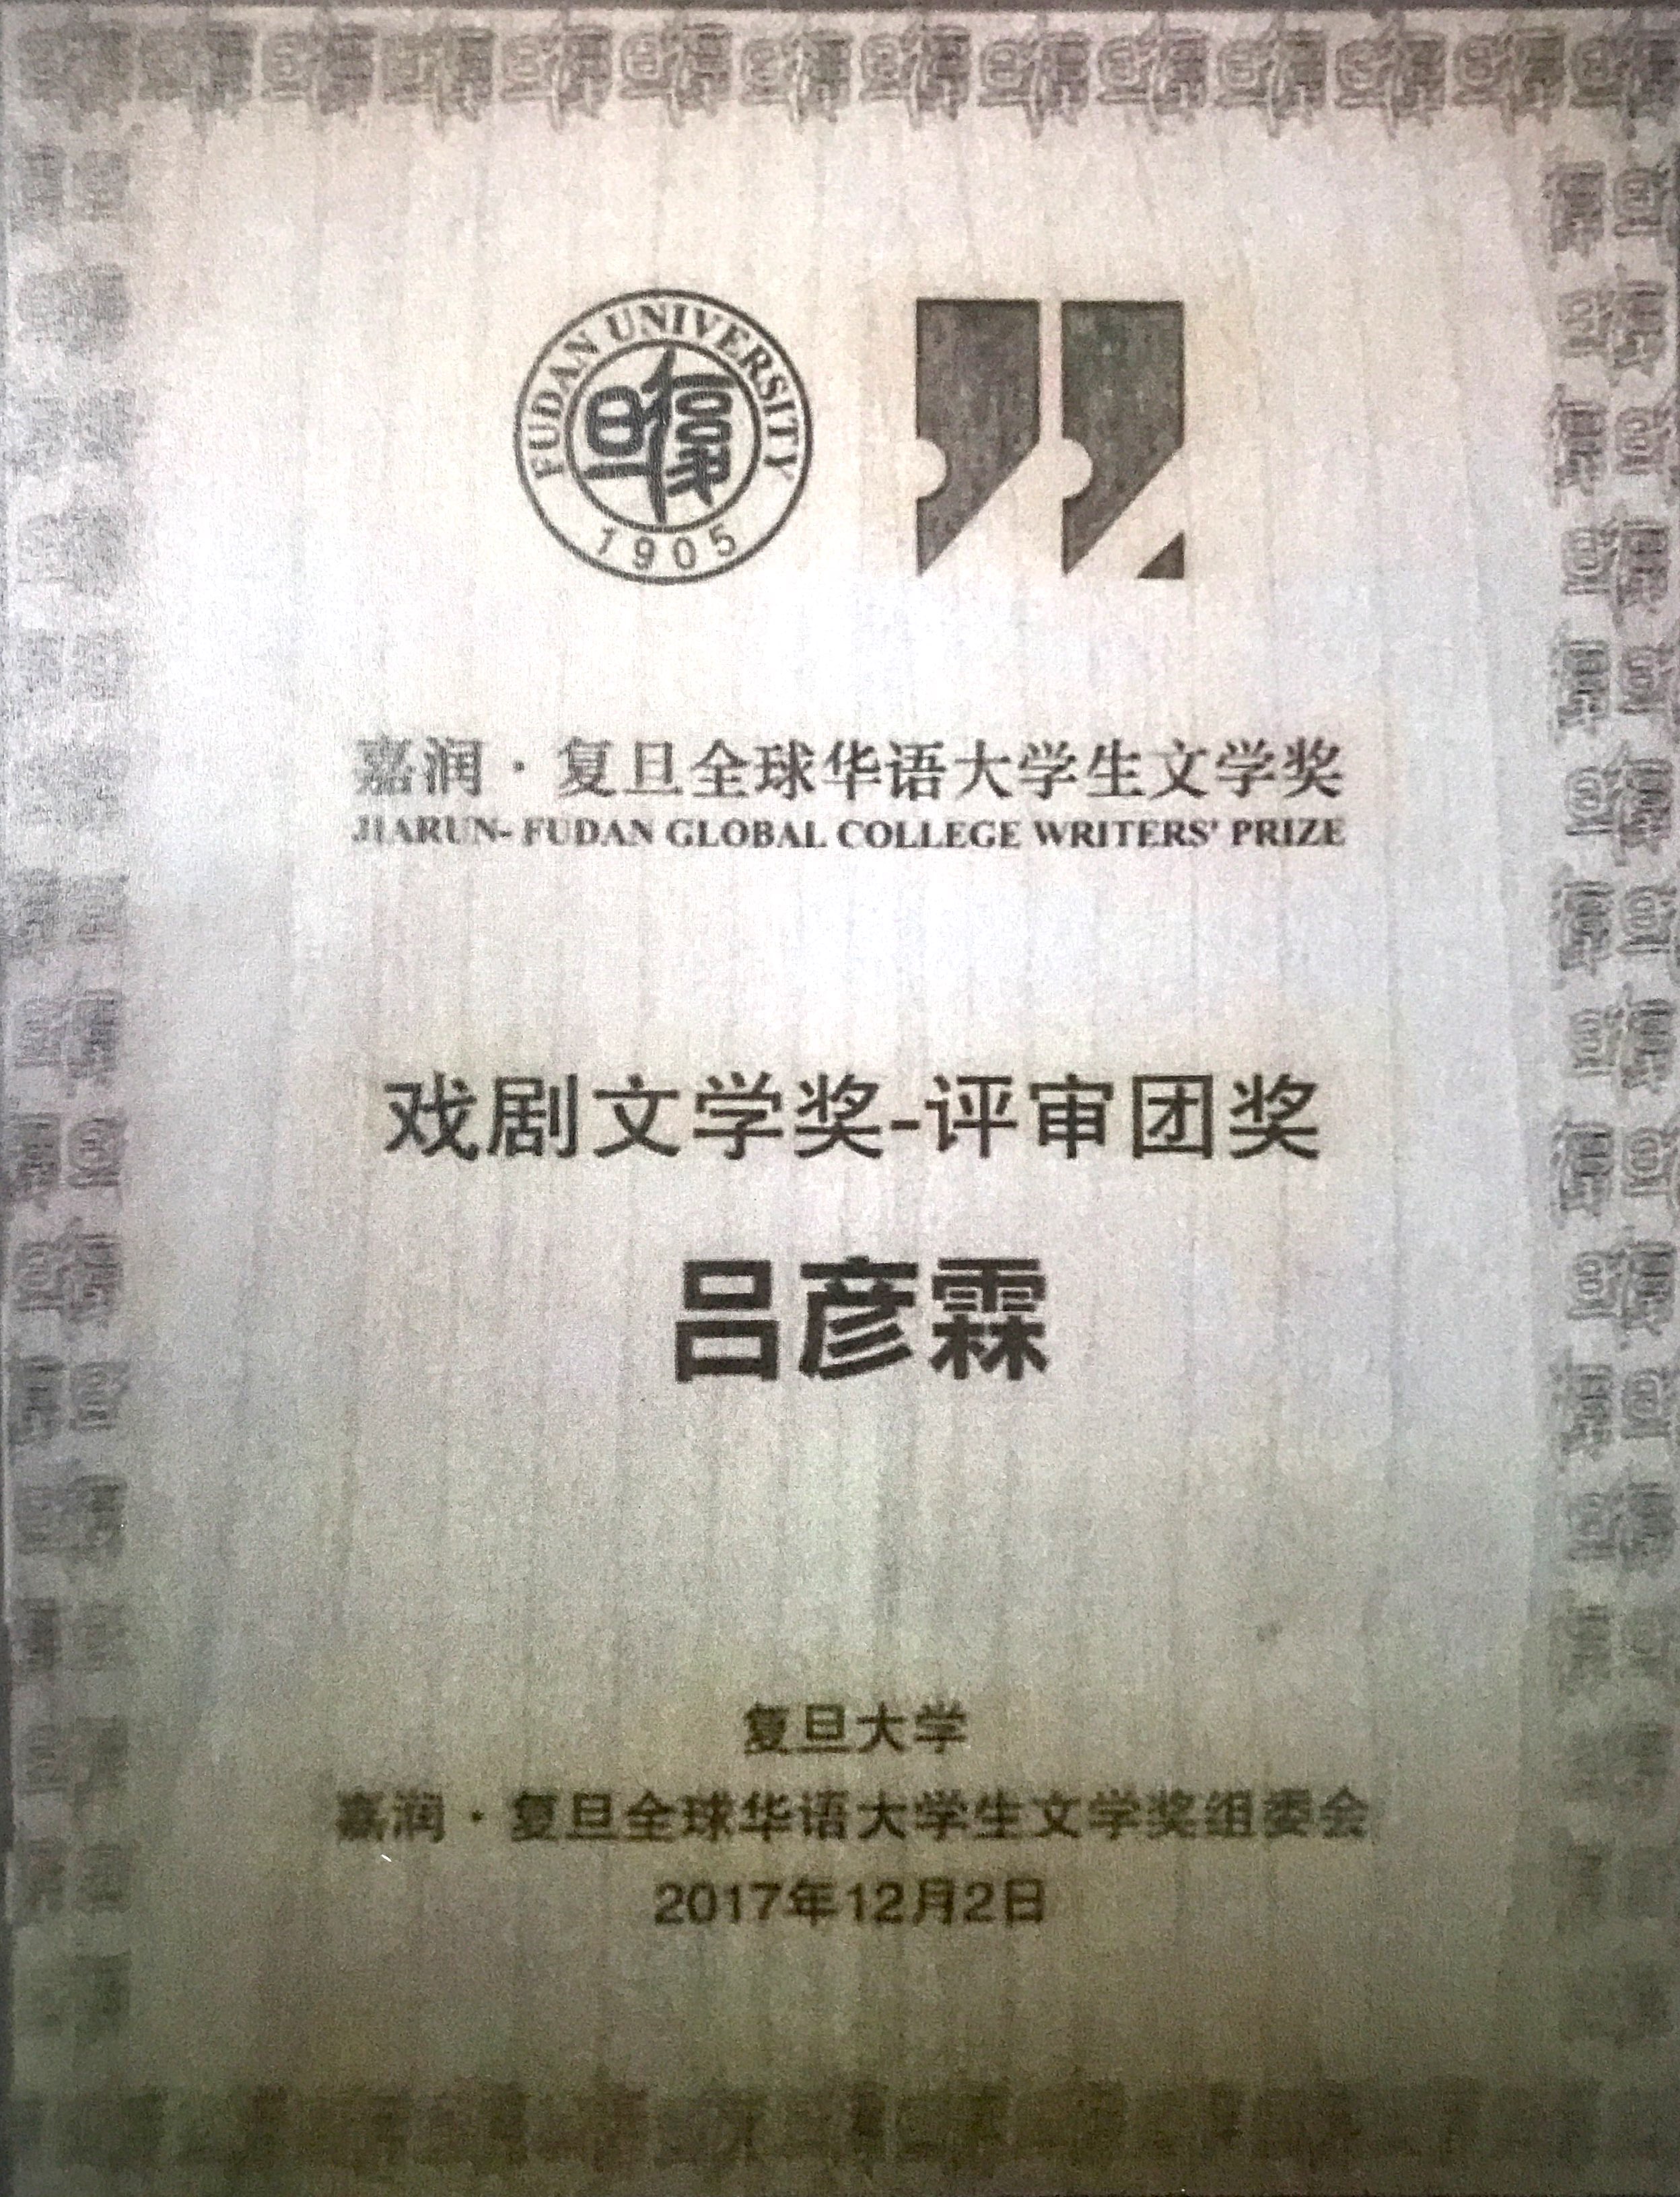 FUDAN UNIVERSITY
1905
嘉润·复旦全球华语大学生文学奖
JIARUN- FUDAN GLOBAL COLLEGE WRITERS' PRIZE
戏剧文学奖-评审团奖
吕彦霖
复旦大学
嘉润·复旦全球华语大学生文学奖组委会
2017年12月2日